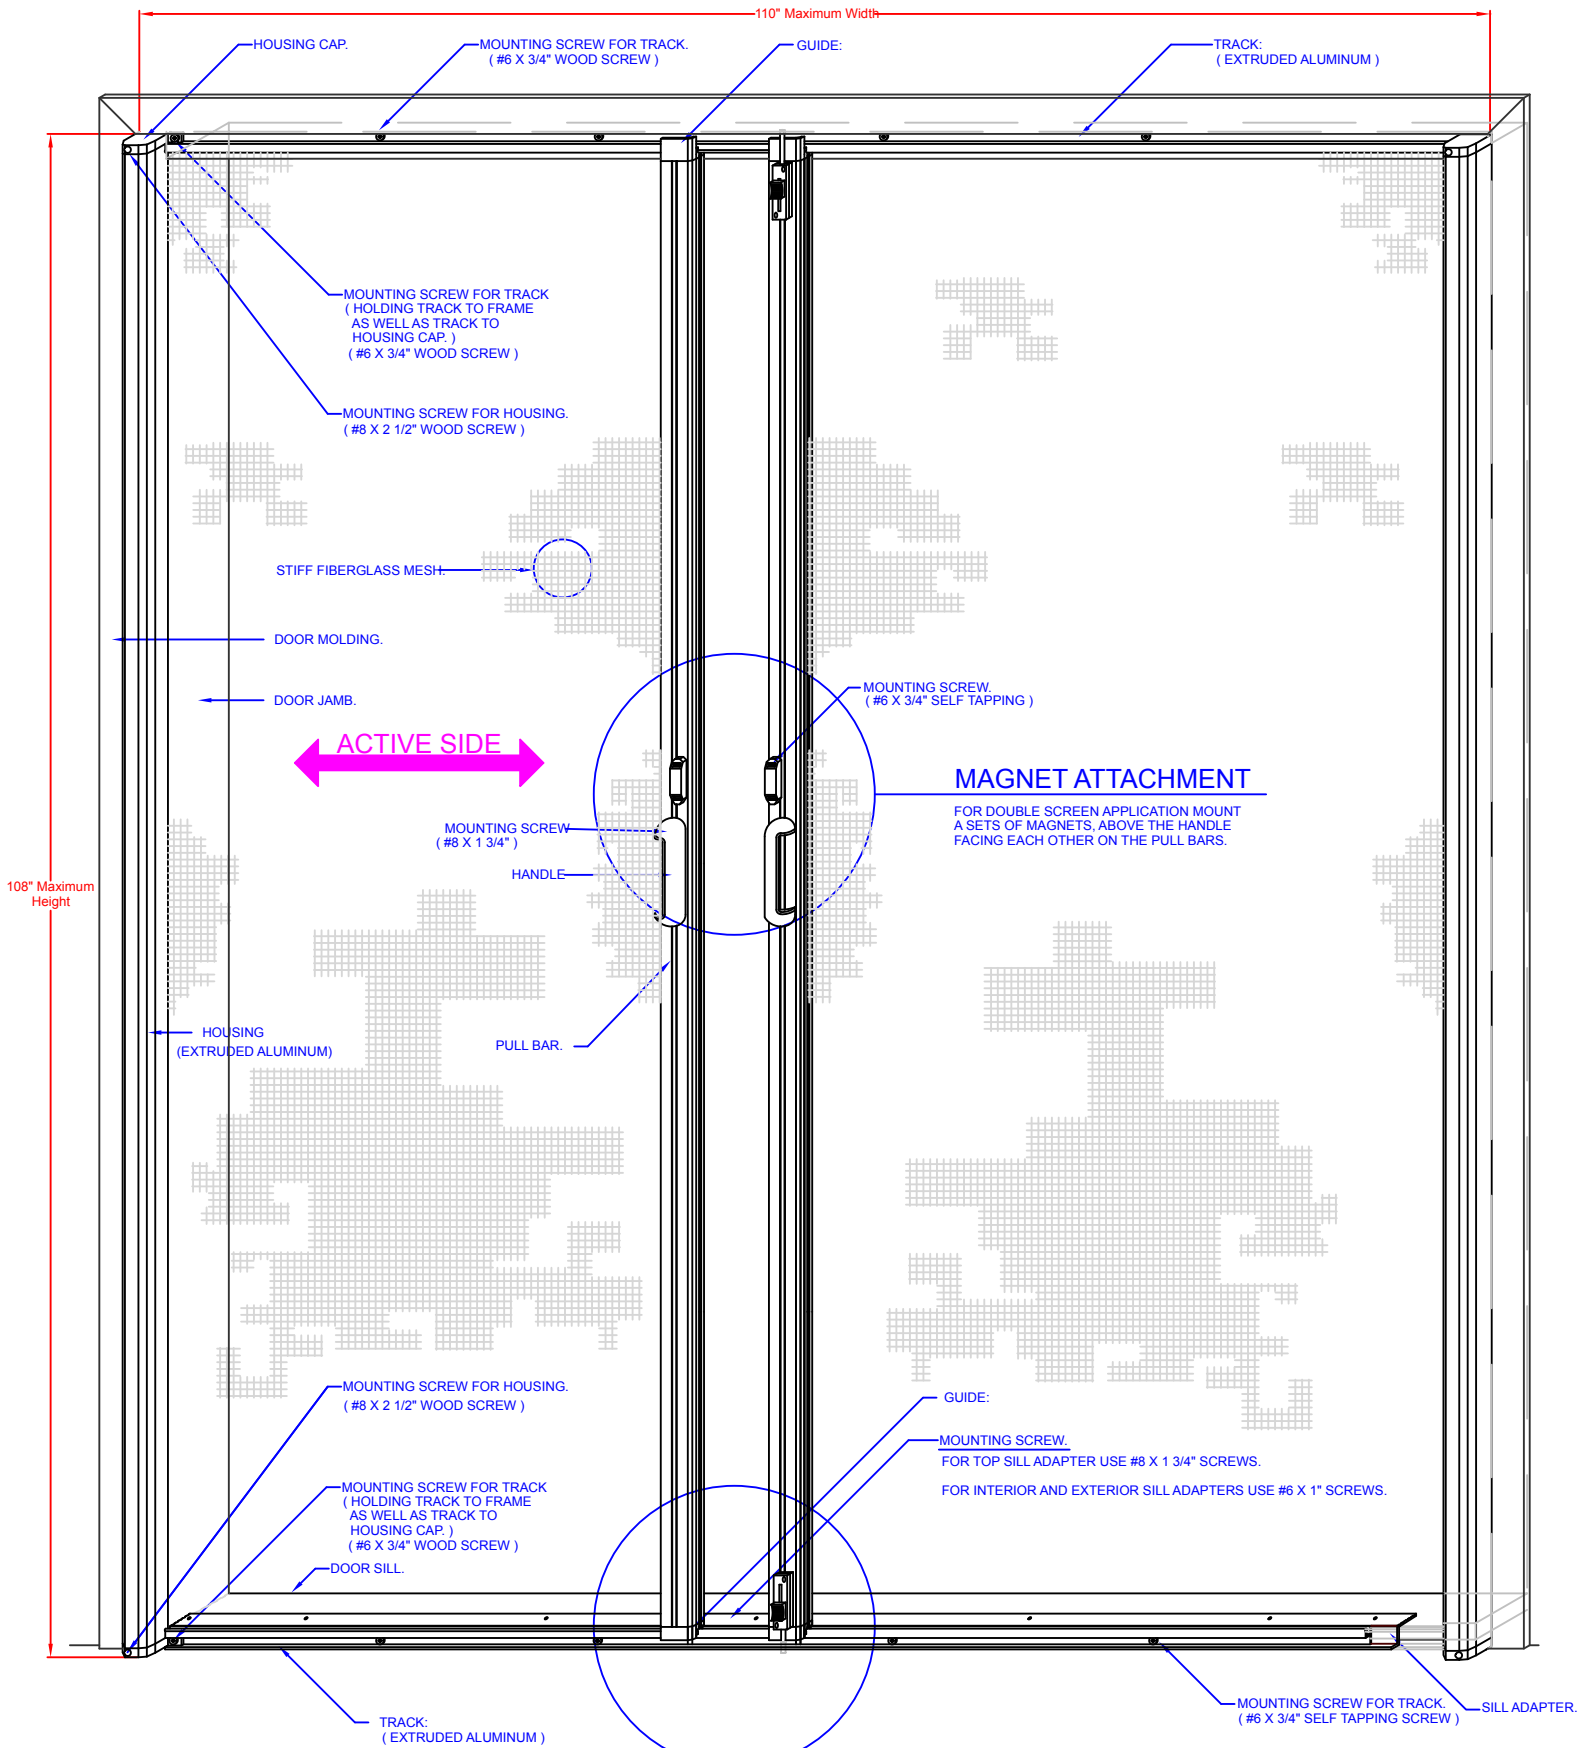 110" Maximum Width
HOUSING CAP.
MOUNTING SCREW FOR TRACK.
( #6 X 3/4" WOOD SCREW )
GUIDE:
TRACK:
( EXTRUDED ALUMINUM )
MOUNTING SCREW FOR TRACK
( HOLDING TRACK TO FRAME
AS WELL AS TRACK TO
HOUSING CAP. )
( #6 X 3/4" WOOD SCREW )
MOUNTING SCREW FOR HOUSING.
( #8 X 2 1/2" WOOD SCREW )
STIFF FIBERGLASS MESH.
DOOR MOLDING.
DOOR JAMB.
MOUNTING SCREW.
( #6 X 3/4" SELF TAPPING )
ACTIVE SIDE
MAGNET ATTACHMENT
FOR DOUBLE SCREEN APPLICATION MOUNT
A SETS OF MAGNETS, ABOVE THE HANDLE
FACING EACH OTHER ON THE PULL BARS.
MOUNTING SCREW
( #8 X 1 3/4" )
HANDLE
108" Maximum
Height
HOUSING
(EXTRUDED ALUMINUM)
PULL BAR.
MOUNTING SCREW FOR HOUSING.
( #8 X 2 1/2" WOOD SCREW )
GUIDE:
MOUNTING SCREW.
FOR TOP SILL ADAPTER USE #8 X 1 3/4" SCREWS.
FOR INTERIOR AND EXTERIOR SILL ADAPTERS USE #6 X 1" SCREWS.
MOUNTING SCREW FOR TRACK
( HOLDING TRACK TO FRAME
AS WELL AS TRACK TO
HOUSING CAP. )
( #6 X 3/4" WOOD SCREW )
DOOR SILL.
MOUNTING SCREW FOR TRACK.
( #6 X 3/4" SELF TAPPING SCREW )
SILL ADAPTER.
TRACK:
( EXTRUDED ALUMINUM )